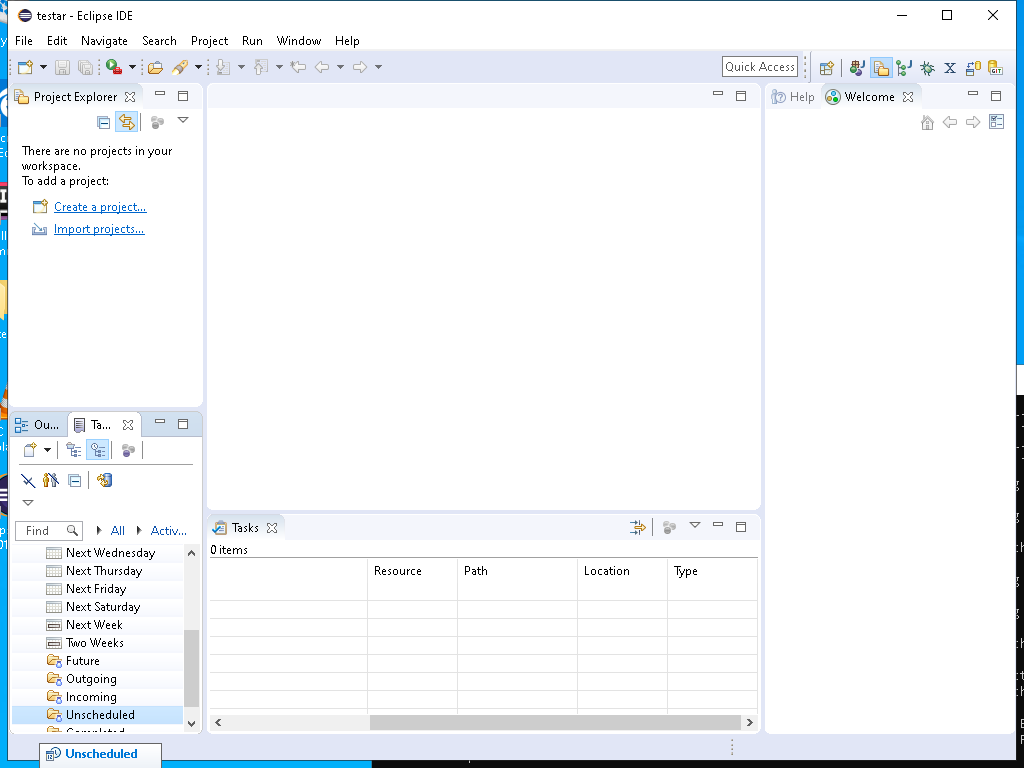 testar - Eclipse IDE
File Edit Navigate Search Project Run Window Help
Quick Access
Project Explorer
Help Welcome
There are no projects in your
workspace.
To add a project:
Create a project...
Import projects...
Ou... Ta...
Find All Activ...
Next Wednesday
Next Thursday
Next Friday
Next Saturday
Next Week
Two Weeks
Future
Outgoing
Incoming
Unscheduled
Completed
Unscheduled
Tasks
0 items
Resource Path Location Type